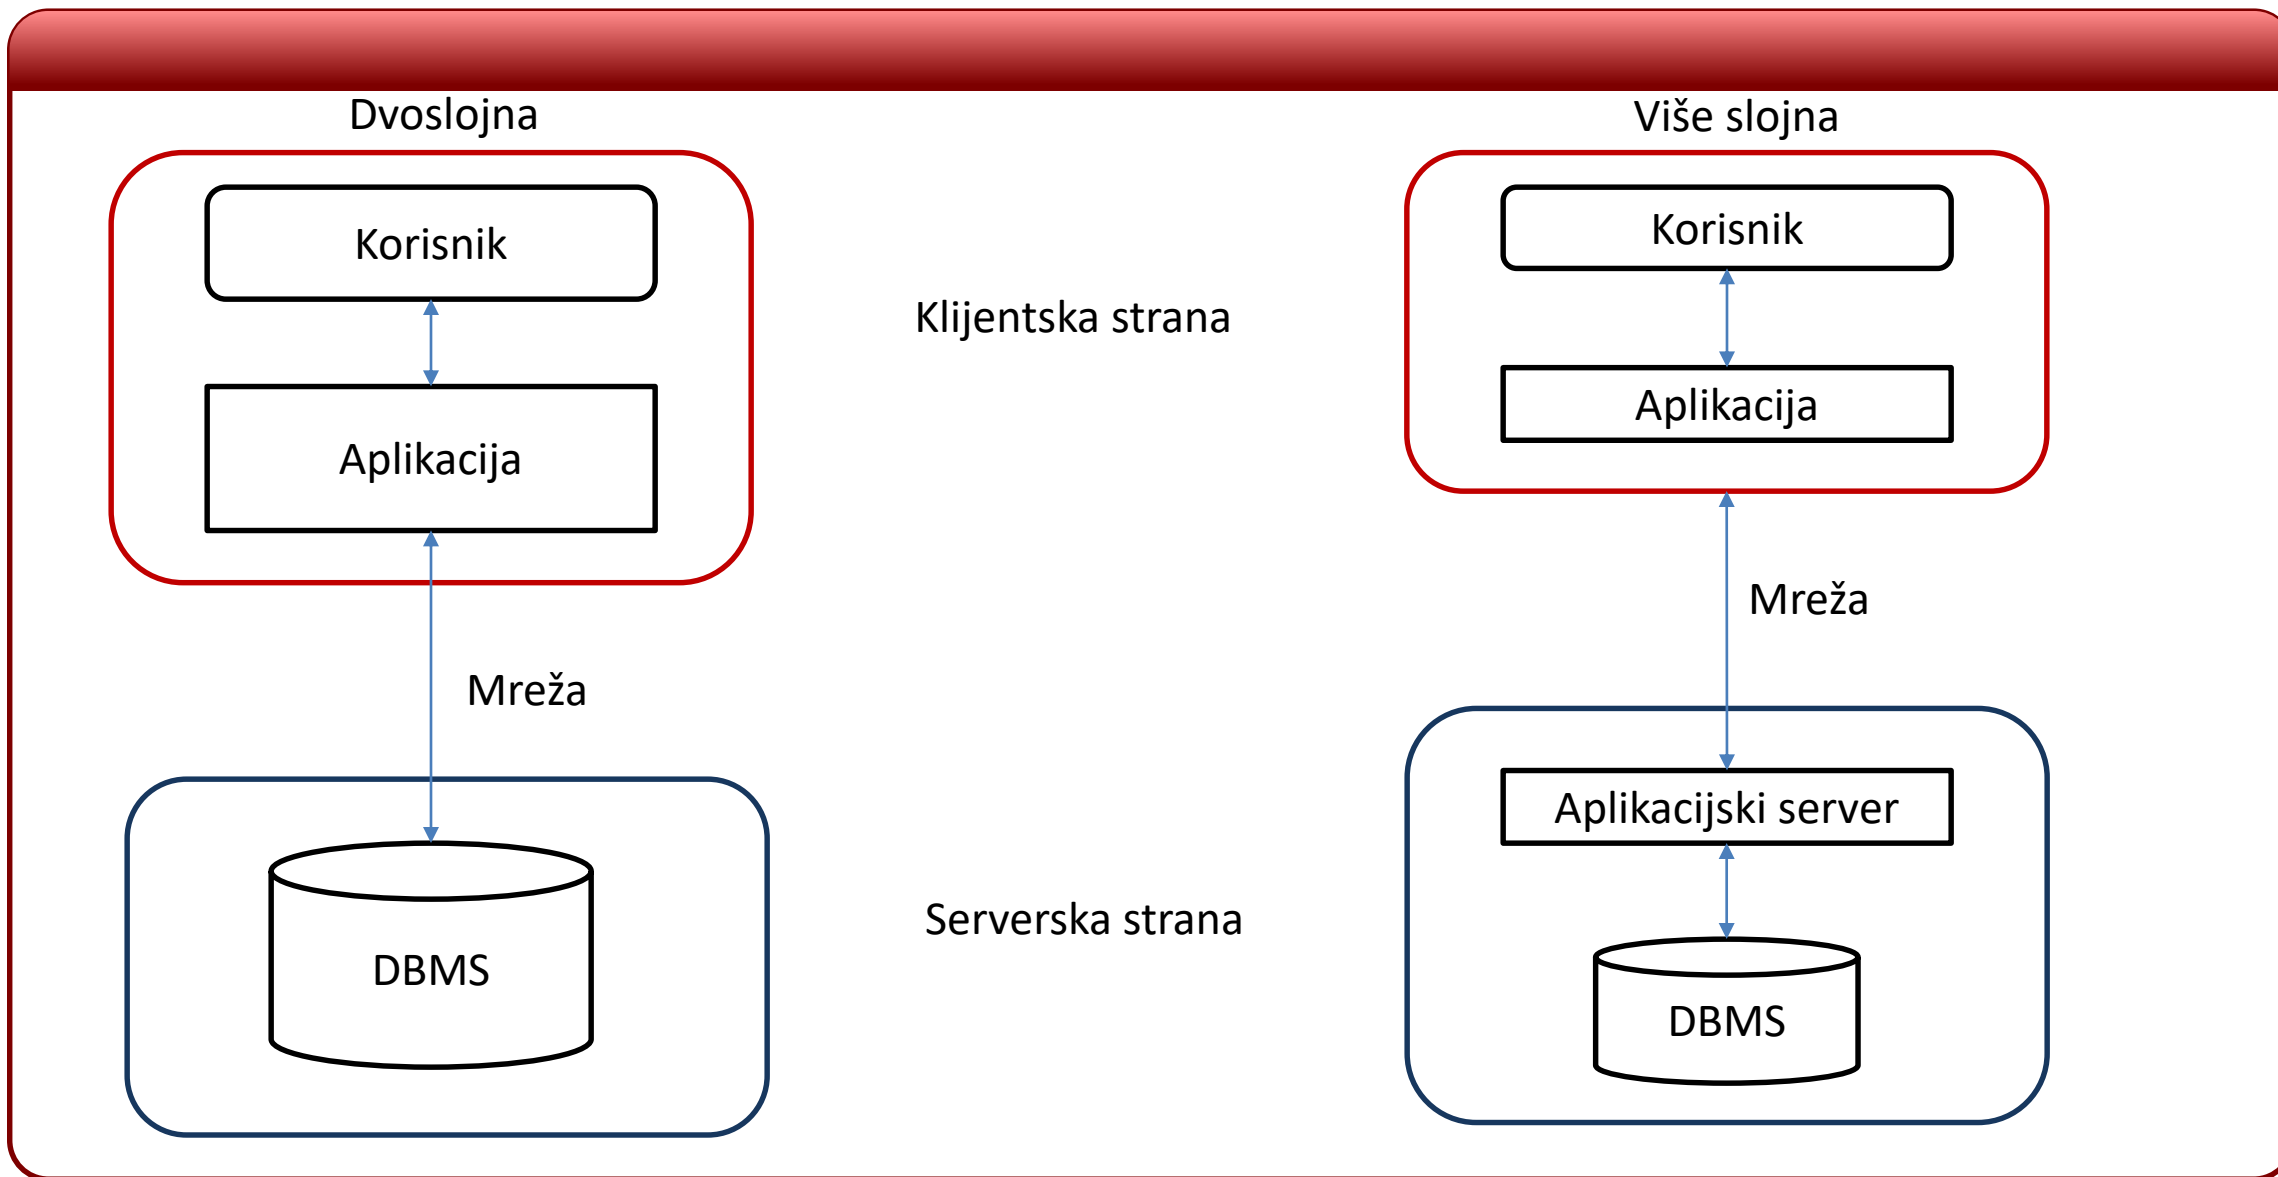 Dvoslojna
Korisnik
Aplikacija
Mreža
DBMS
Klijentska strana
Serverska strana
Više slojna
Korisnik
Aplikacija
Mreža
Aplikacijski server
DBMS